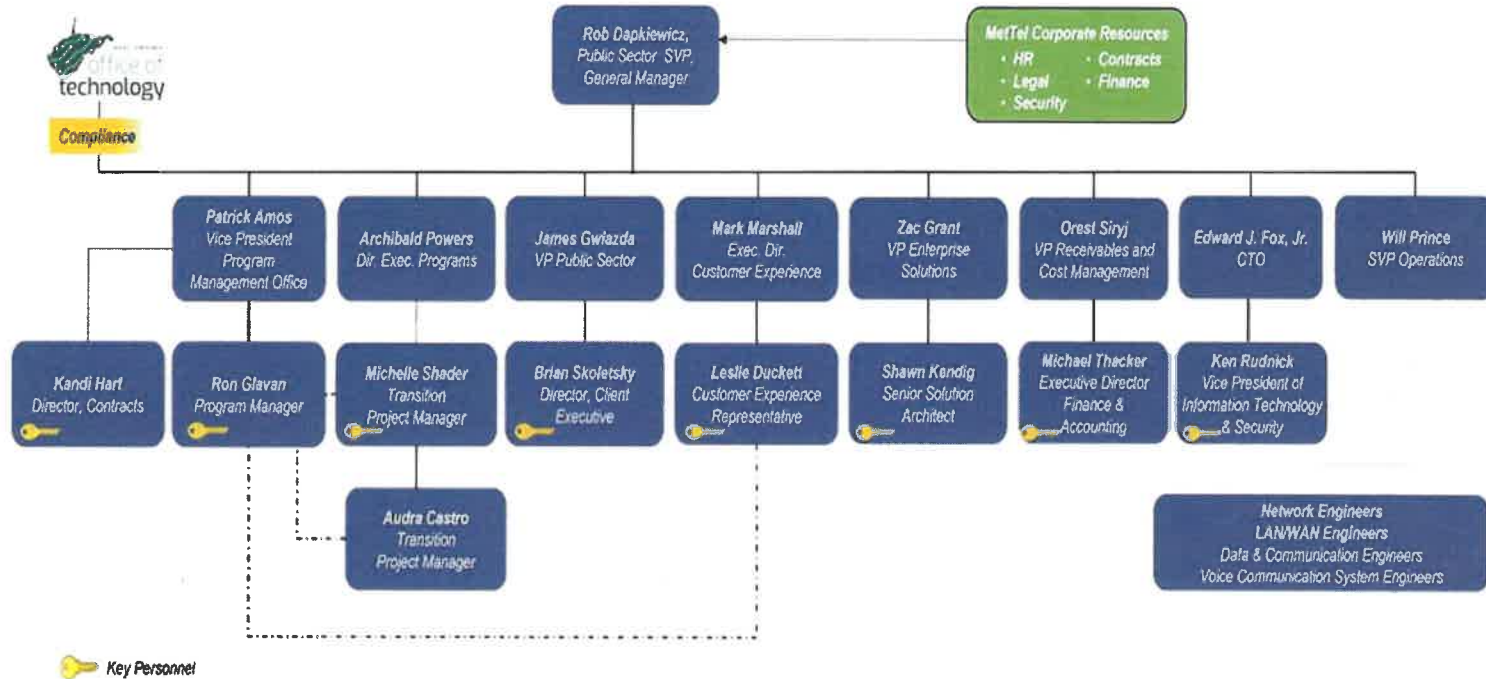 office of
technology
Compliance
Rob Dapkiewicz,
Public Sector SVP,
General Manager
MetTel Corporate Resources
• HR • Contracts
• Legal • Finance
• Security
Patrick Amos
Vice President
Program
Management Office
Archibald Powers
Dir. Exec. Programs
James Gwiazda
VP Public Sector
Mark Marshall
Exec. Dir.
Customer Experience
Zac Grant
VP Enterprise
Solutions
Orest Siryj
VP Receivables and
Cost Management
Edward J. Fox, Jr.
CTO
Will Prince
SVP Operations
Kandi Hart
Director, Contracts
Ron Glavan
Program Manager
Michelle Shader
Transition
Project Manager
Brian Skoletsky
Director, Client
Executive
Leslie Duckett
Customer Experience
Representative
Shawn Kendig
Senior Solution
Architect
Michael Thacker
Executive Director
Finance &
Accounting
Ken Rudnick
Vice President of
Information Technology
& Security
Audra Castro
Transition
Project Manager
Network Engineers
LAN/WAN Engineers
Data & Communication Engineers
Voice Communication System Engineers
Key Personnel